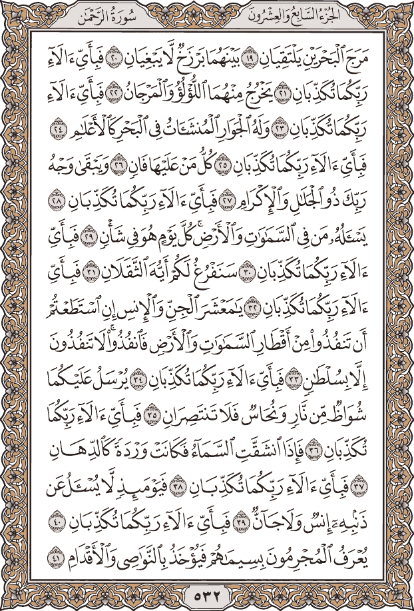 الجزء السابع والعشرون
سورة الرحمن
مَرَجَ ٱلْبَحْرَيْنِ يَلْتَقِيَانِ ١٩ بَيْنَهُمَا بَرْزَخٌ لَّا يَبْغِيَانِ ٢٠ فَبِأَيِّ ءَالَآءِ
رَبِّكُمَا تُكَذِّبَانِ ٢١ يَخْرُجُ مِنْهُمَا ٱللُّؤْلُؤُ وَٱلْمَرْجَانُ ٢٢ فَبِأَيِّ ءَالَآءِ
رَبِّكُمَا تُكَذِّبَانِ ٢٣ وَلَهُ ٱلْجَوَارِ ٱلْمُنشَـَٔاتُ فِي ٱلْبَحْرِ كَٱلْأَعْلَٰمِ ٢٤
فَبِأَيِّ ءَالَآءِ رَبِّكُمَا تُكَذِّبَانِ ٢٥ كُلُّ مَنْ عَلَيْهَا فَانٍ ٢٦ وَيَبْقَىٰ وَجْهُ
رَبِّكَ ذُو ٱلْجَلَٰلِ وَٱلْإِكْرَامِ ٢٧ فَبِأَيِّ ءَالَآءِ رَبِّكُمَا تُكَذِّبَانِ ٢٨
يَسْـَٔلُهُۥ مَن فِي ٱلسَّمَٰوَٰتِ وَٱلْأَرْضِۚ كُلَّ يَوْمٍ هُوَ فِي شَأْنٍ ٢٩ فَبِأَيِّ
ءَالَآءِ رَبِّكُمَا تُكَذِّبَانِ ٣٠ سَنَفْرُغُ لَكُمْ أَيُّهَ ٱلثَّقَلَانِ ٣١ فَبِأَيِّ
ءَالَآءِ رَبِّكُمَا تُكَذِّبَانِ ٣٢ يَٰمَعْشَرَ ٱلْجِنِّ وَٱلْإِنسِ إِنِ ٱسْتَطَعْتُمْ
أَن تَنفُذُوا۟ مِنْ أَقْطَارِ ٱلسَّمَٰوَٰتِ وَٱلْأَرْضِ فَٱنفُذُوا۟ۚ لَا تَنفُذُونَ
إِلَّا بِسُلْطَٰنٍ ٣٣ فَبِأَيِّ ءَالَآءِ رَبِّكُمَا تُكَذِّبَانِ ٣٤ يُرْسَلُ عَلَيْكُمَا
شُوَاظٌ مِّن نَّارٍ وَنُحَاسٌ فَلَا تَنتَصِرَانِ ٣٥ فَبِأَيِّ ءَالَآءِ رَبِّكُمَا
تُكَذِّبَانِ ٣٦ فَإِذَا ٱنشَقَّتِ ٱلسَّمَآءُ فَكَانَتْ وَرْدَةً كَٱلدِّهَانِ
٣٧ فَبِأَيِّ ءَالَآءِ رَبِّكُمَا تُكَذِّبَانِ ٣٨ فَيَوْمَئِذٍ لَّا يُسْـَٔلُ عَن
ذَنۢبِهِۦٓ إِنسٌ وَلَا جَآنٌّ ٣٩ فَبِأَيِّ ءَالَآءِ رَبِّكُمَا تُكَذِّبَانِ ٤٠
يُعْرَفُ ٱلْمُجْرِمُونَ بِسِيمَٰهُمْ فَيُؤْخَذُ بِٱلنَّوَٰصِي وَٱلْأَقْدَامِ ٤١
٥٣٢